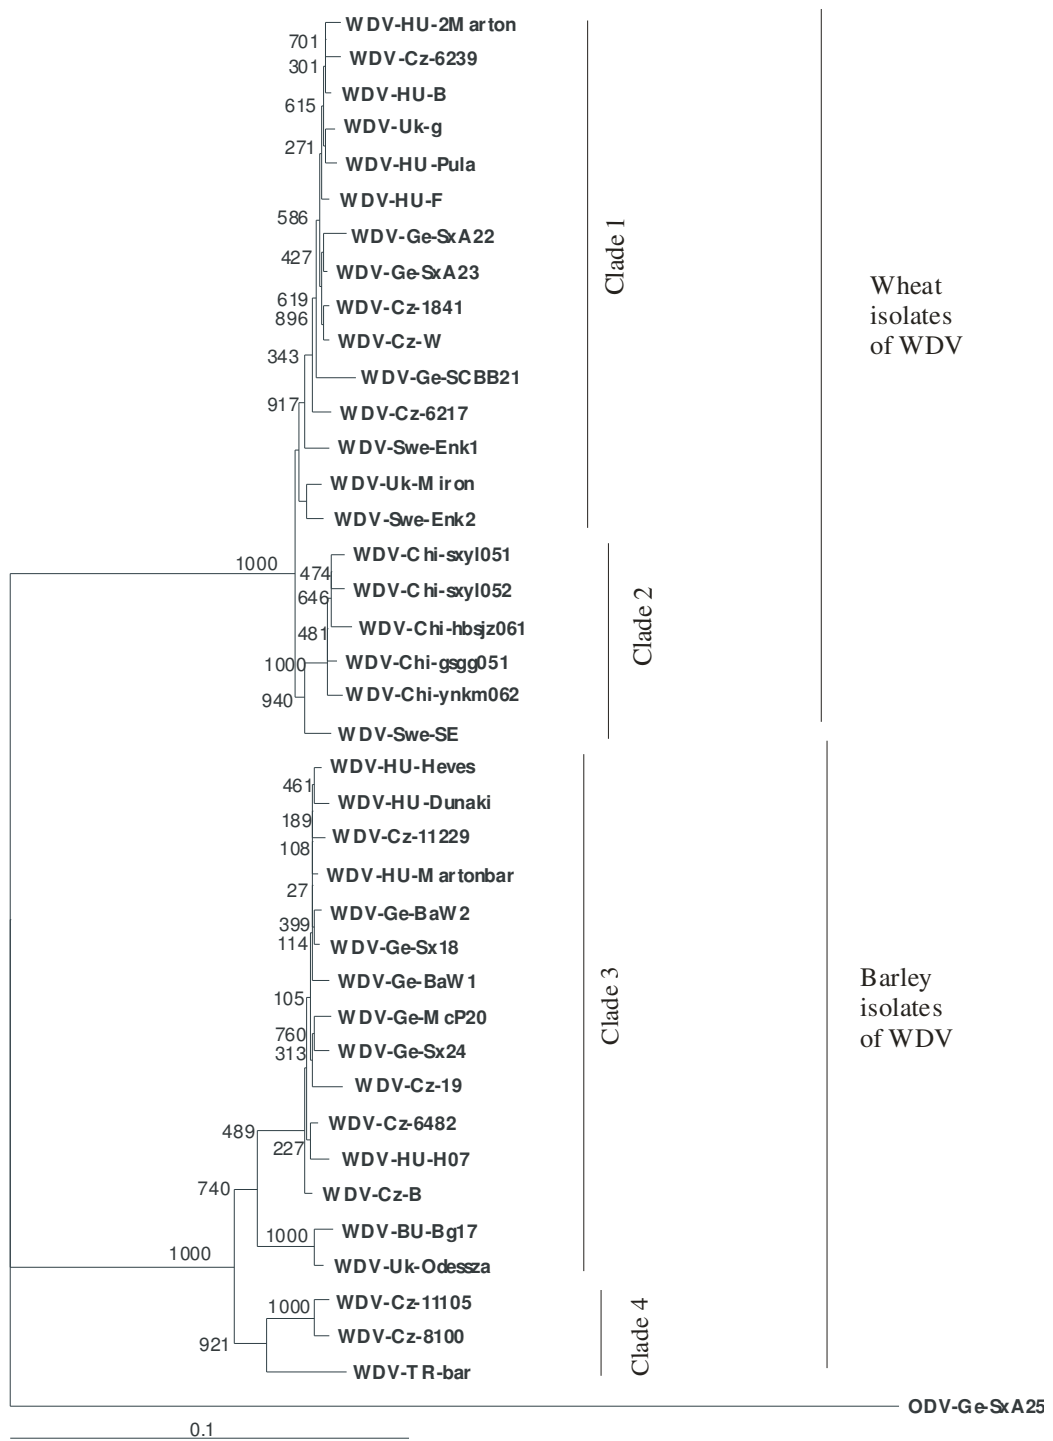 WDV-HU-2Marton
701
WDV-Cz-6239
301
WDV-HU-B
615
WDV-Uk-g
271
WDV-HU-Pula
WDV-HU-F
586
WDV-Ge-SxA22
427
WDV-Ge-SxA23
619
WDV-Cz-1841
896
WDV-Cz-W
343
WDV-Ge-SCBB21
917
WDV-Cz-6217
WDV-Swe-Enk1
WDV-Uk-Miron
WDV-Swe-Enk2
Clade 1
Wheat
isolates
of WDV
WDV-Chi-sxyl051
1000
474
WDV-Chi-sxyl052
646
WDV-Chi-hbsjz061
481
WDV-Chi-gsgg051
1000
WDV-Chi-ynkm062
940
WDV-Swe-SE
Clade 2
WDV-HU-Heves
461
WDV-HU-Dunaki
189
WDV-Cz-11229
108
WDV-HU-Martonbar
27
WDV-Ge-BaW2
399
114
WDV-Ge-Sx18
WDV-Ge-BaW1
105
WDV-Ge-McP20
760
313
WDV-Ge-Sx24
WDV-Cz-19
WDV-Cz-6482
489
227
WDV-HU-H07
740
WDV-Cz-B
WDV-BU-Bg17
1000
1000
WDV-Uk-Odessza
Clade 3
Barley
isolates
of WDV
WDV-Cz-11105
1000
WDV-Cz-8100
921
WDV-TR-bar
Clade 4
ODV-Ge-SxA25
0.1